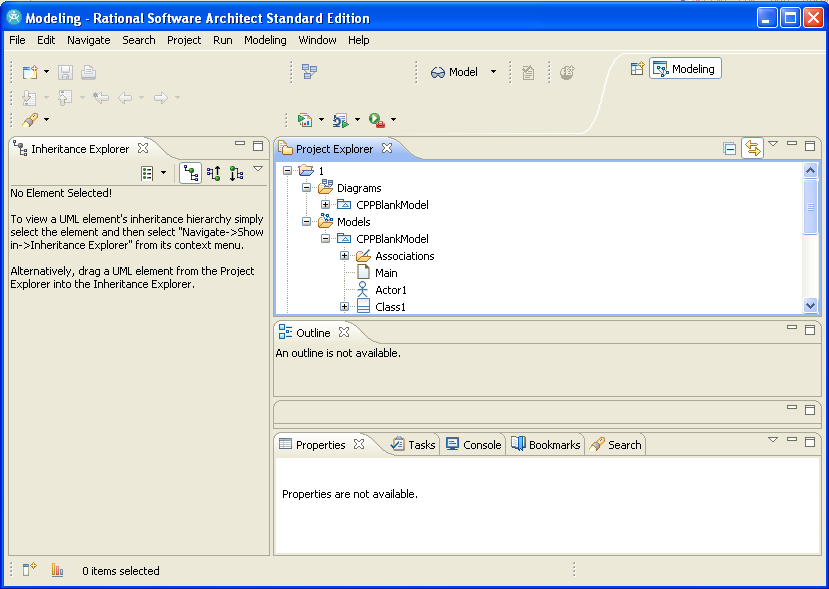 Modeling - Rational Software Architect Standard Edition
File Edit Navigate Search Project Run Modeling Window Help
Model
Modeling
Inheritance Explorer
No Element Selected!
To view a UML element's inheritance hierarchy simply
select the element and then select "Navigate->Show
in->Inheritance Explorer" from its context menu.
Alternatively, drag a UML element from the Project
Explorer into the Inheritance Explorer.
Project Explorer
1
Diagrams
CPPBlankModel
Models
CPPBlankModel
Associations
Main
Actor1
Class1
Outline
An outline is not available.
Properties Tasks Console Bookmarks Search
Properties are not available.
0 items selected